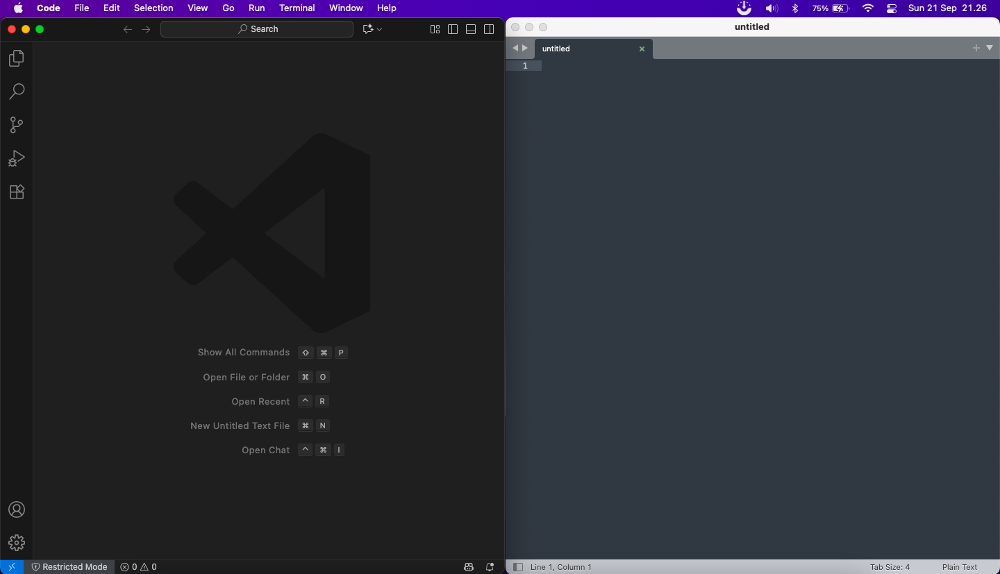 Code File Edit Selection View Go Run Terminal Window Help 75% Sun 21 Sep 21.26
Search
untitled
untitled
1
Show All Commands ⇧ ⌘ P
Open File or Folder ⌘ O
Open Recent ^ R
New Untitled Text File ⌘ N
Open Chat ^ ⌘ I
Restricted Mode 0 0
Line 1, Column 1 Tab Size: 4 Plain Text